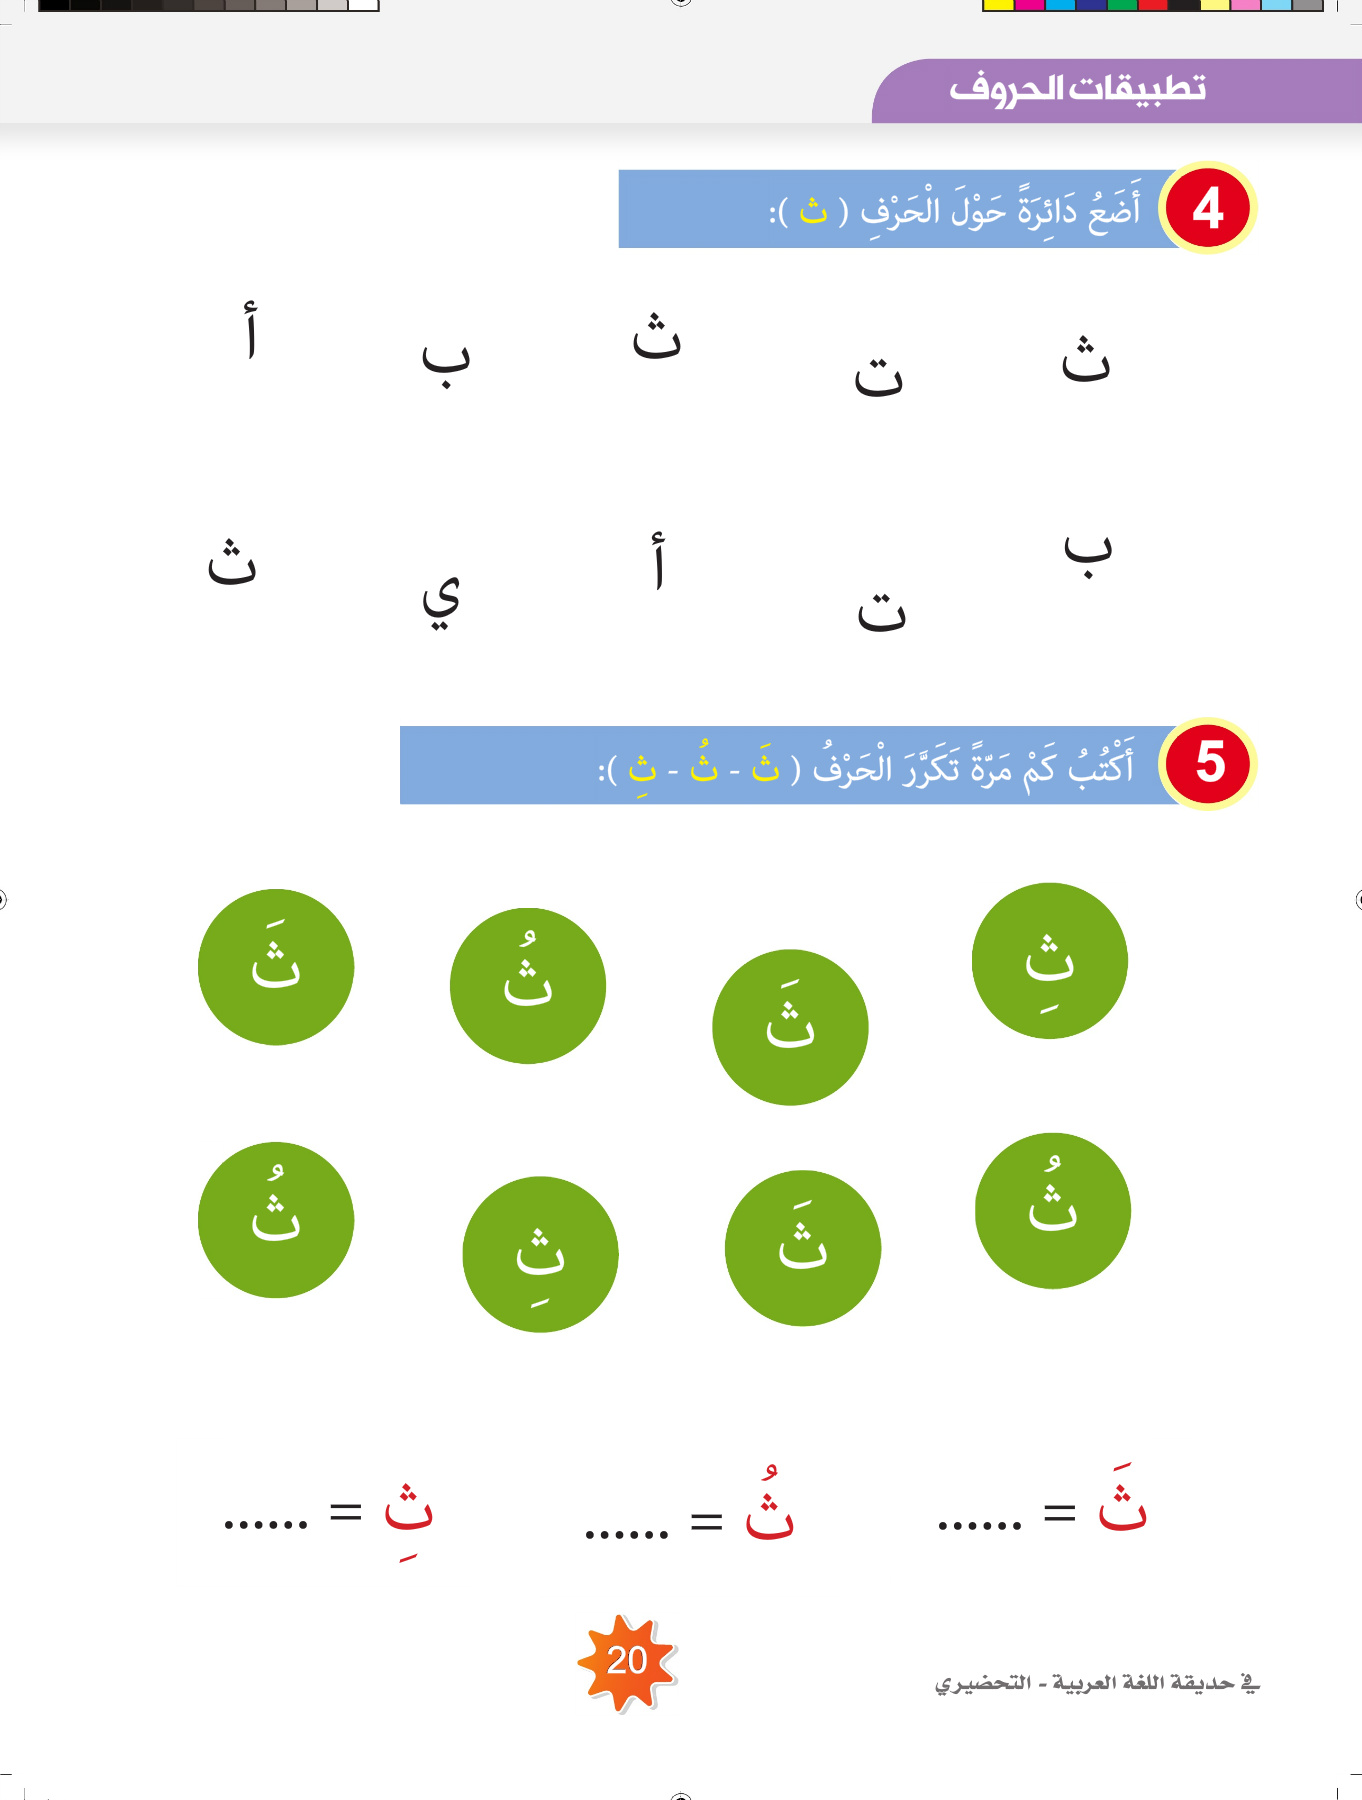 تطبيقات الحروف
4 أَضَعُ دَائِرَةً حَوْلَ الْحَرْفِ ( ث ):
ث ت ث ب أ
ب ت أ ي ث
5 أَكْتُبُ كَمْ مَرّةً تَكَرَّرَ الْحَرْفُ ( ثَ - ثُ - ثِ ):
ثِ ثَ ثُ ثَ
ثُ ثَ ثِ ثُ
ثَ = ...... ثُ = ...... ثِ = ......
في حديقة اللغة العربية - التحضيري
20